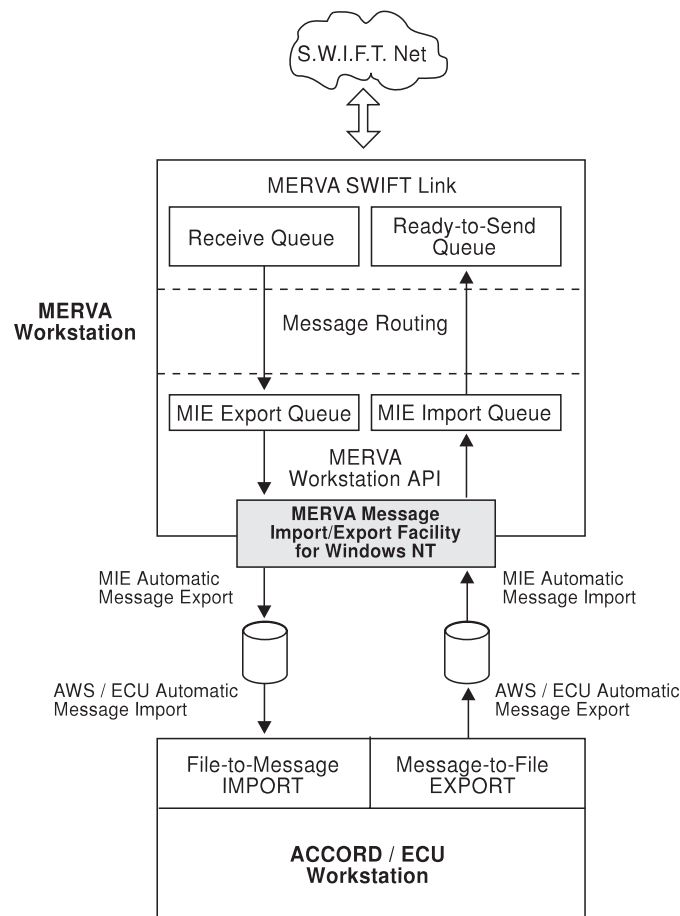 S.W.I.F.T. Net
MERVA SWIFT Link
Receive Queue
Ready-to-Send
Queue
MERVA
Workstation
Message Routing
MIE Export Queue
MIE Import Queue
MERVA
Workstation API
MERVA Message
Import/Export Facility
for Windows NT
MIE Automatic
Message Export
MIE Automatic
Message Import
AWS / ECU Automatic
Message Import
AWS / ECU Automatic
Message Export
File-to-Message
IMPORT
Message-to-File
EXPORT
ACCORD / ECU
Workstation